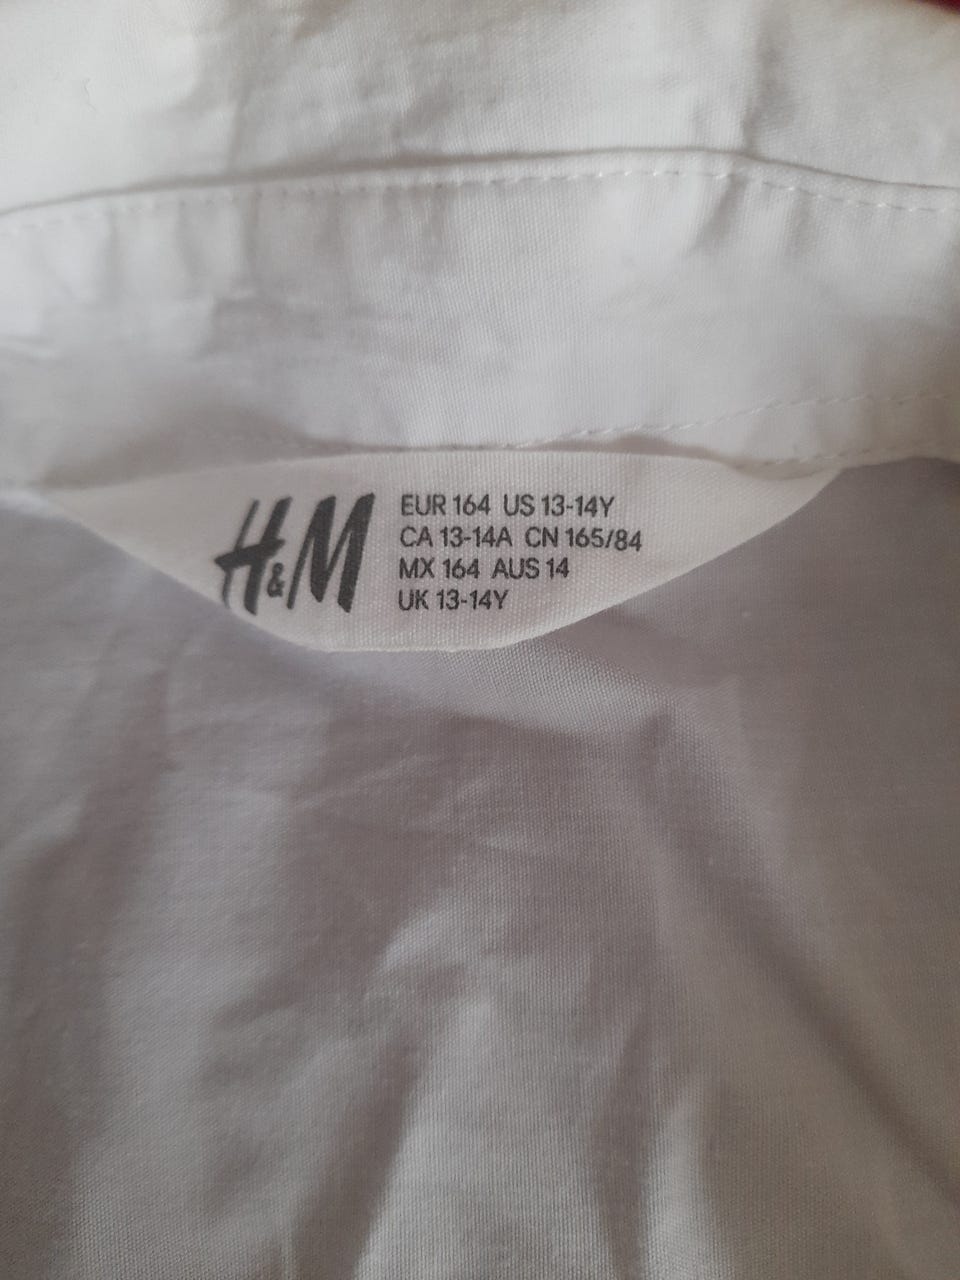 H&M
EUR 164 US 13-14Y
CA 13-14A CN 165/84
MX 164 AUS 14
UK 13-14Y